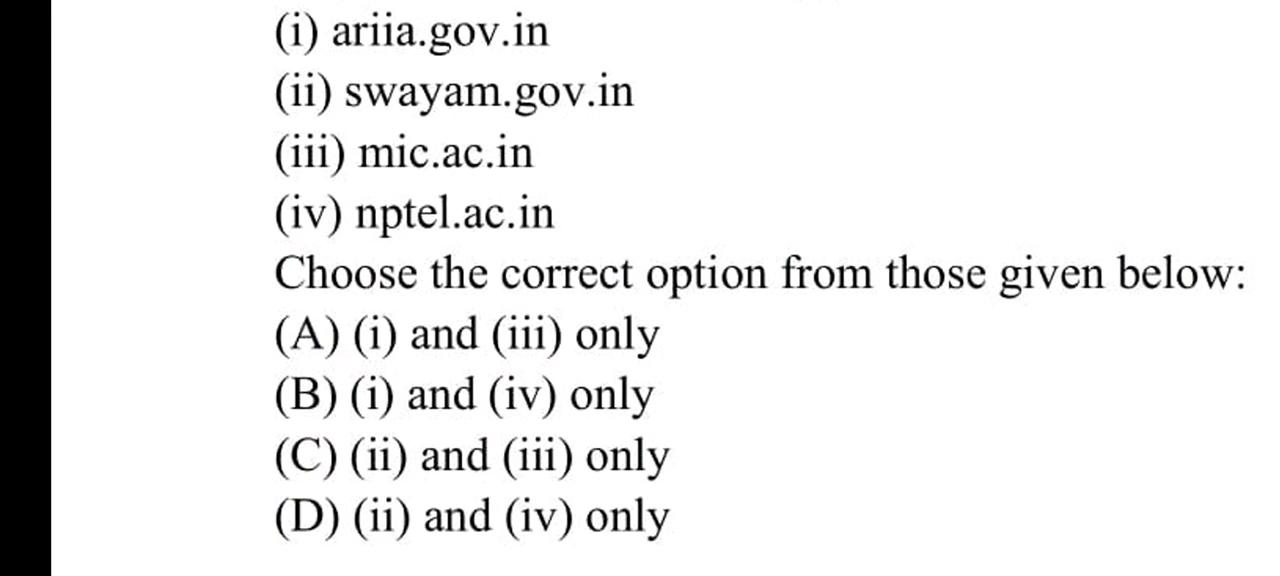 (i) ariia.gov.in
(ii) swayam.gov.in
(iii) mic.ac.in
(iv) nptel.ac.in
Choose the correct option from those given below:
(A) (i) and (iii) only
(B) (i) and (iv) only
(C) (ii) and (iii) only
(D) (ii) and (iv) only